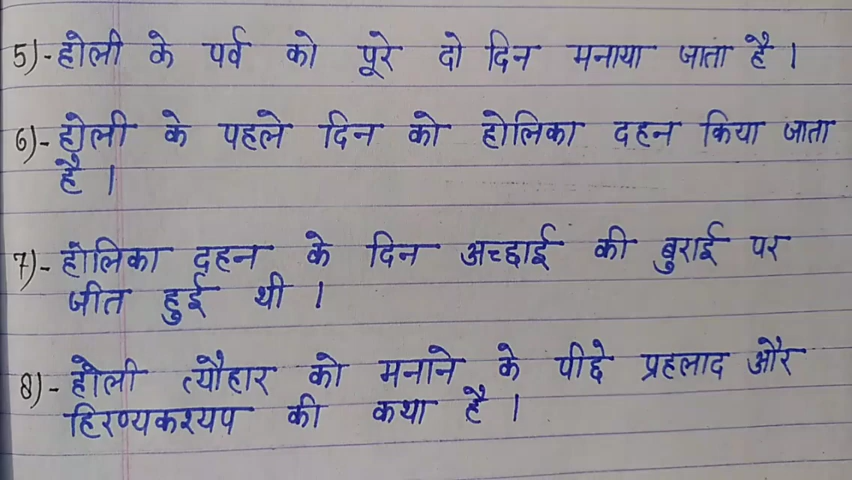 5)- होली के पर्व को पूरे दो दिन मनाया जाता है।
6)- होली के पहले दिन को होलिका दहन किया जाता
है।
7)- होलिका दहन के दिन अच्छाई की बुराई पर
जीत हुई थी।
8)- होली त्यौहार को मनाने के पीछे प्रहलाद और
हिरण्यकश्यप की कथा है।